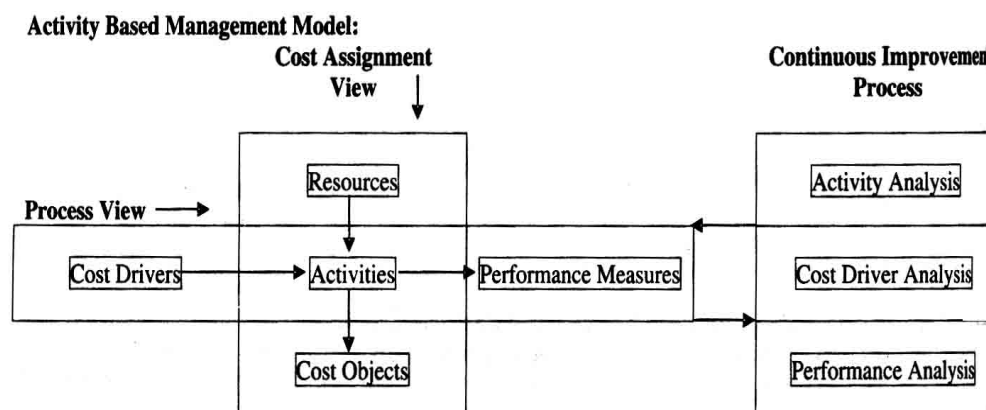 Activity Based Management Model:
Cost Assignment
View
Continuous Improvemen
Process
Resources
Activity Analysis
Process View
Cost Drivers
Activities
Performance Measures
Cost Driver Analysis
Cost Objects
Performance Analysis